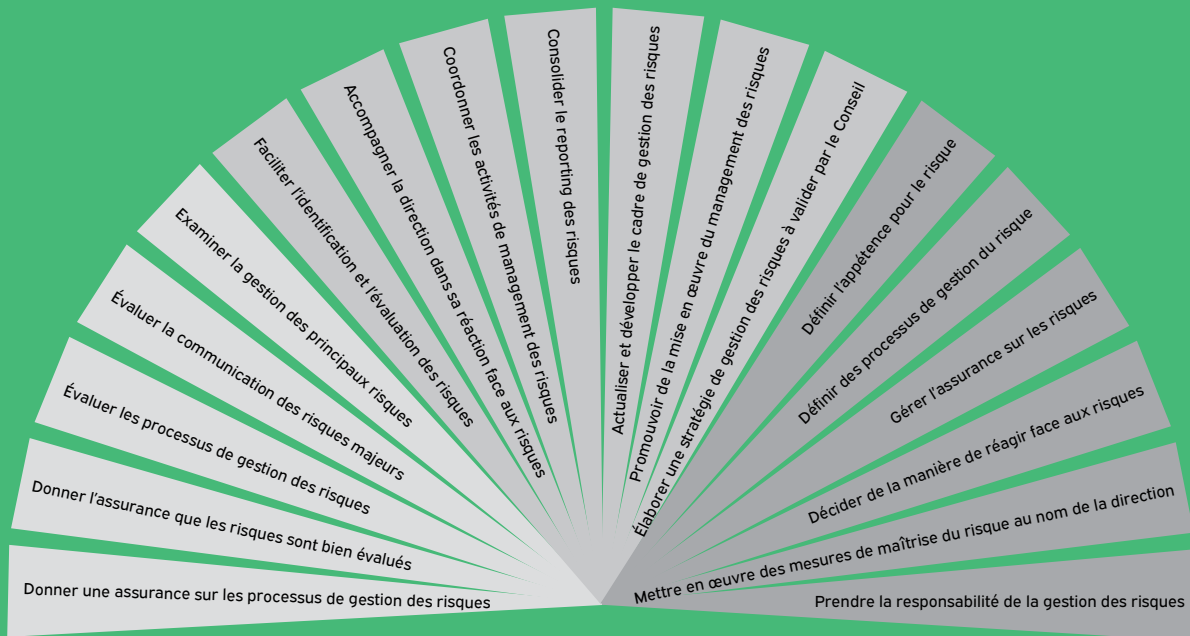 Donner une assurance sur les processus de gestion des risques
Donner l'assurance que les risques sont bien évalués
Évaluer les processus de gestion des risques
Évaluer la communication des risques majeurs
Examiner la gestion des principaux risques
Faciliter l'identification et l'évaluation des risques
Accompagner la direction dans sa réaction face aux risques
Coordonner les activités de management des risques
Consolider le reporting des risques
Actualiser et développer le cadre de gestion des risques
Promouvoir de la mise en œuvre du management des risques
Élaborer une stratégie de gestion des risques à valider par le Conseil
Définir l'appétence pour le risque
Définir des processus de gestion du risque
Gérer l'assurance sur les risques
Décider de la manière de réagir face aux risques
Mettre en œuvre des mesures de maîtrise du risque au nom de la direction
Prendre la responsabilité de la gestion des risques